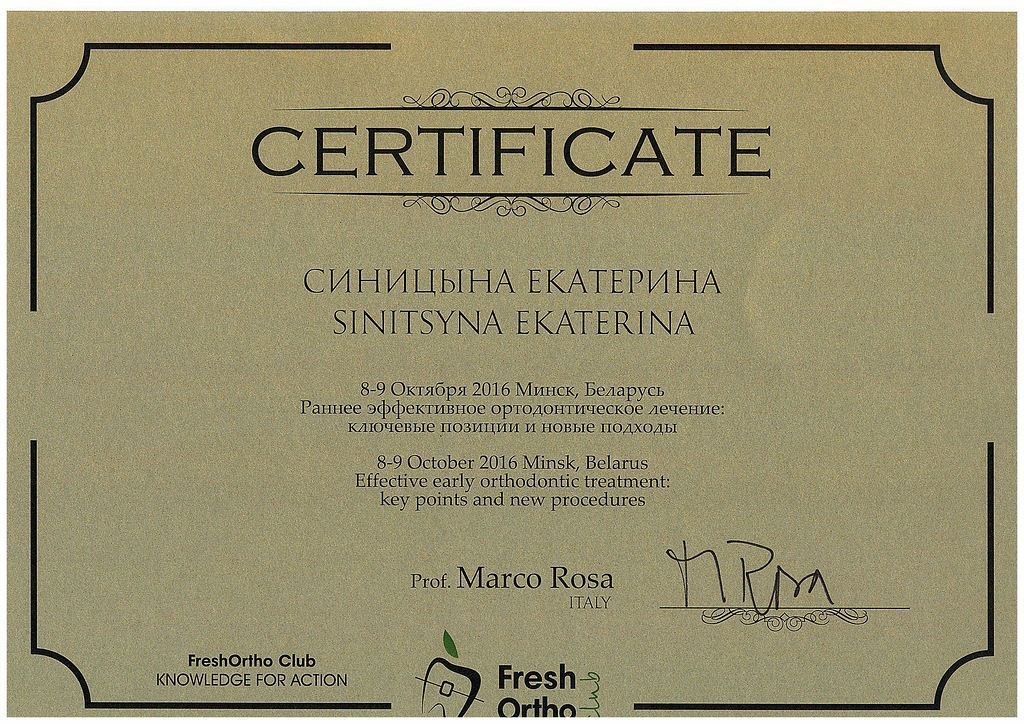 CERTIFICATE
СИНИЦЫНА ЕКАТЕРИНА
SINITSYNA EKATERINA
8-9 Октября 2016 Минск, Беларусь
Раннее эффективное ортодонтическое лечение:
ключевые позиции и новые подходы
8-9 October 2016 Minsk, Belarus
Effective early orthodontic treatment:
key points and new procedures
Prof. Marco Rosa
ITALY
M Rosa
FreshOrtho Club
KNOWLEDGE FOR ACTION
Fresh
Ortho
club